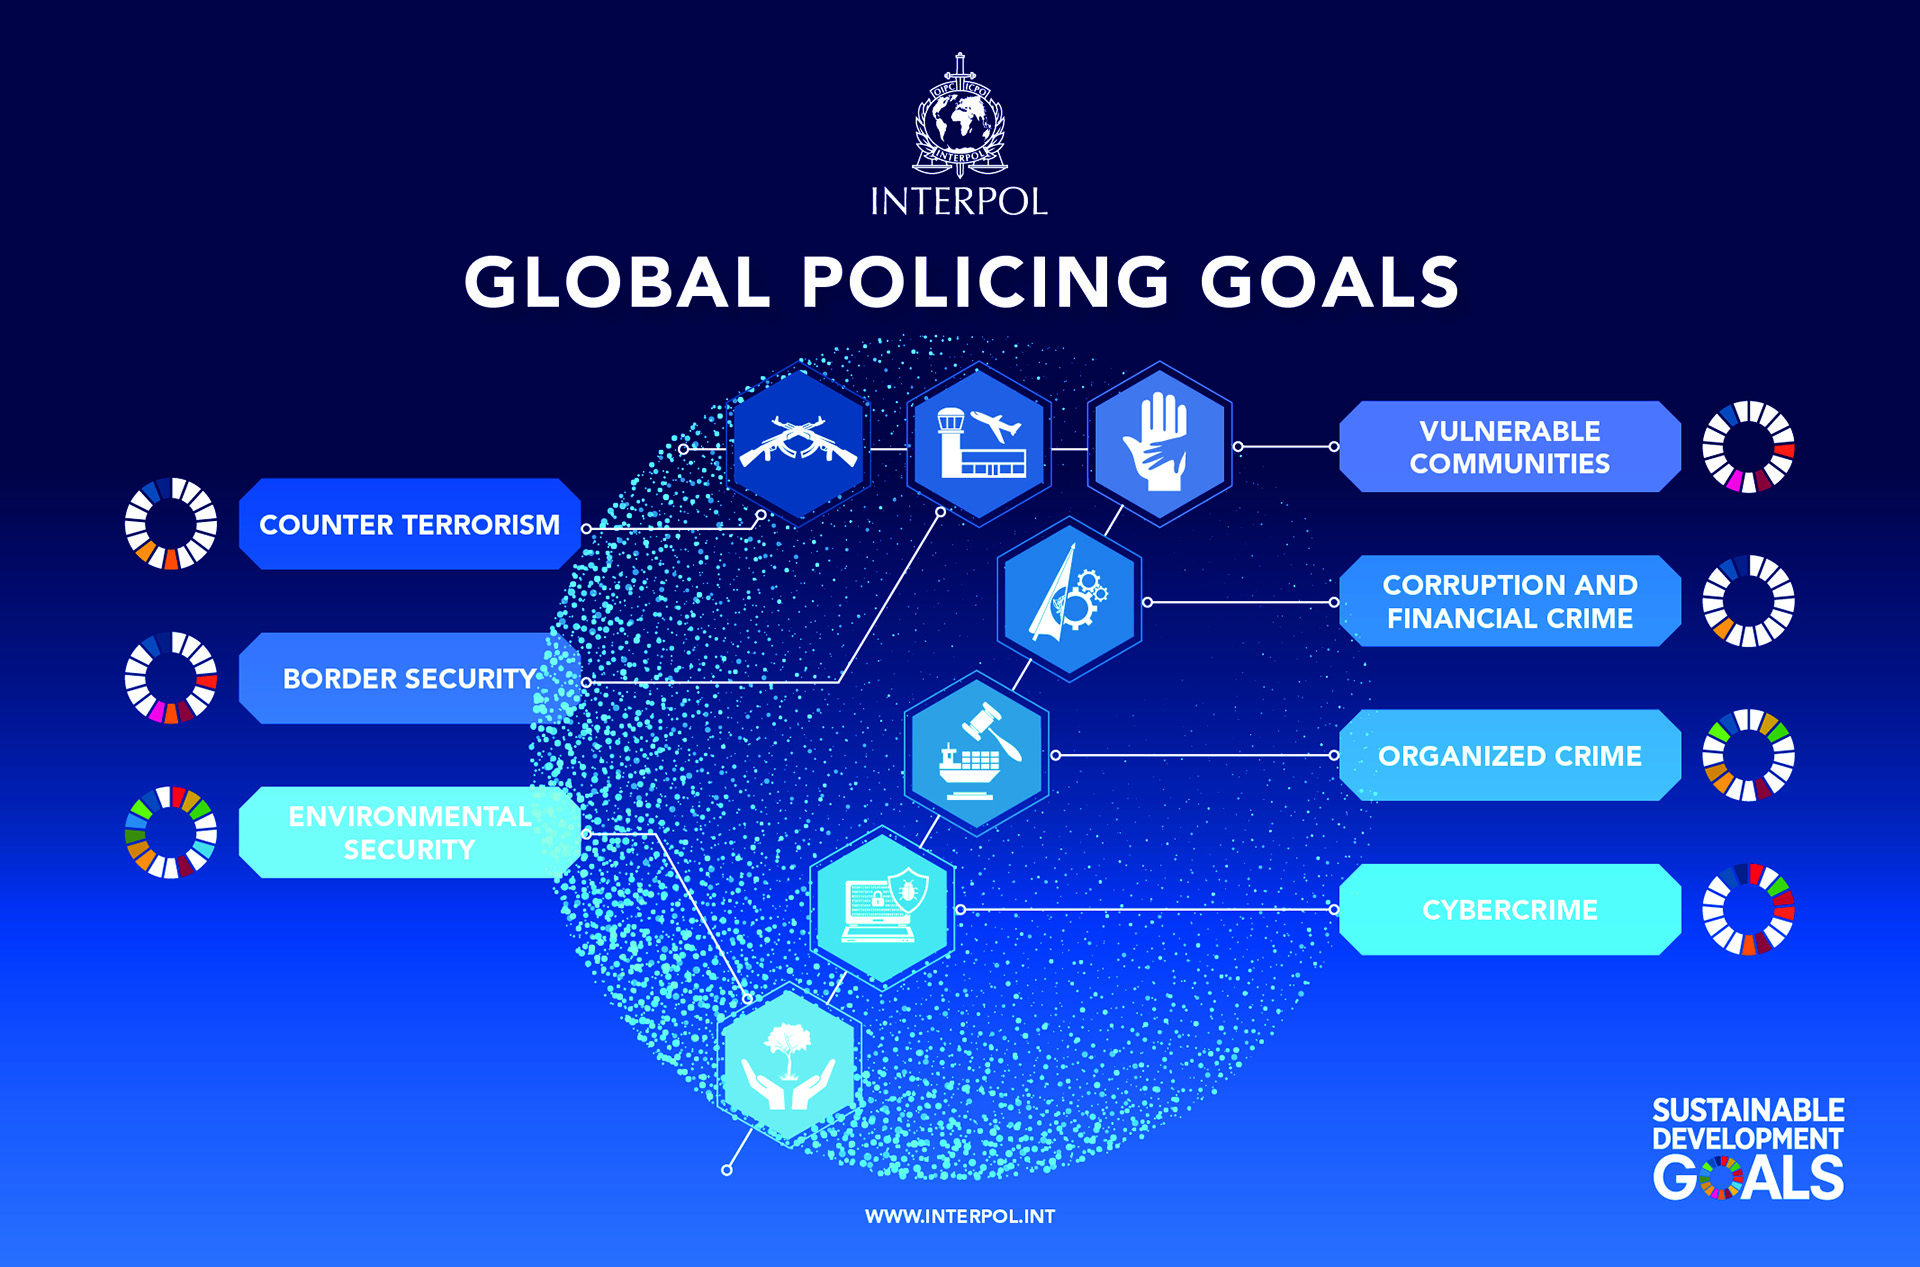 OIPC ICPO
INTERPOL
INTERPOL
GLOBAL POLICING GOALS
COUNTER TERRORISM
BORDER SECURITY
ENVIRONMENTAL
SECURITY
VULNERABLE
COMMUNITIES
CORRUPTION AND
FINANCIAL CRIME
ORGANIZED CRIME
CYBERCRIME
SUSTAINABLE
DEVELOPMENT
GOALS
WWW.INTERPOL.INT